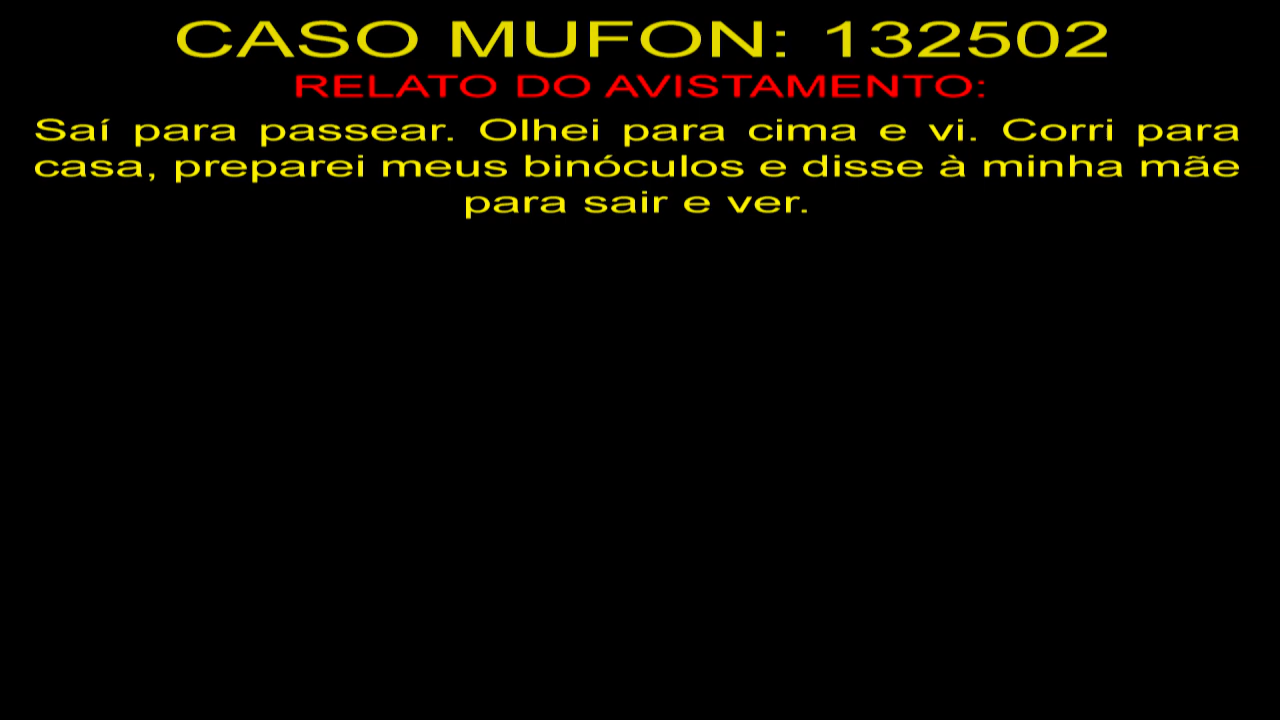 CASO MUFON: 132502
RELATO DO AVISTAMENTO:
Saí para passear. Olhei para cima e vi. Corri para
casa, preparei meus binóculos e disse à minha mãe
para sair e ver.